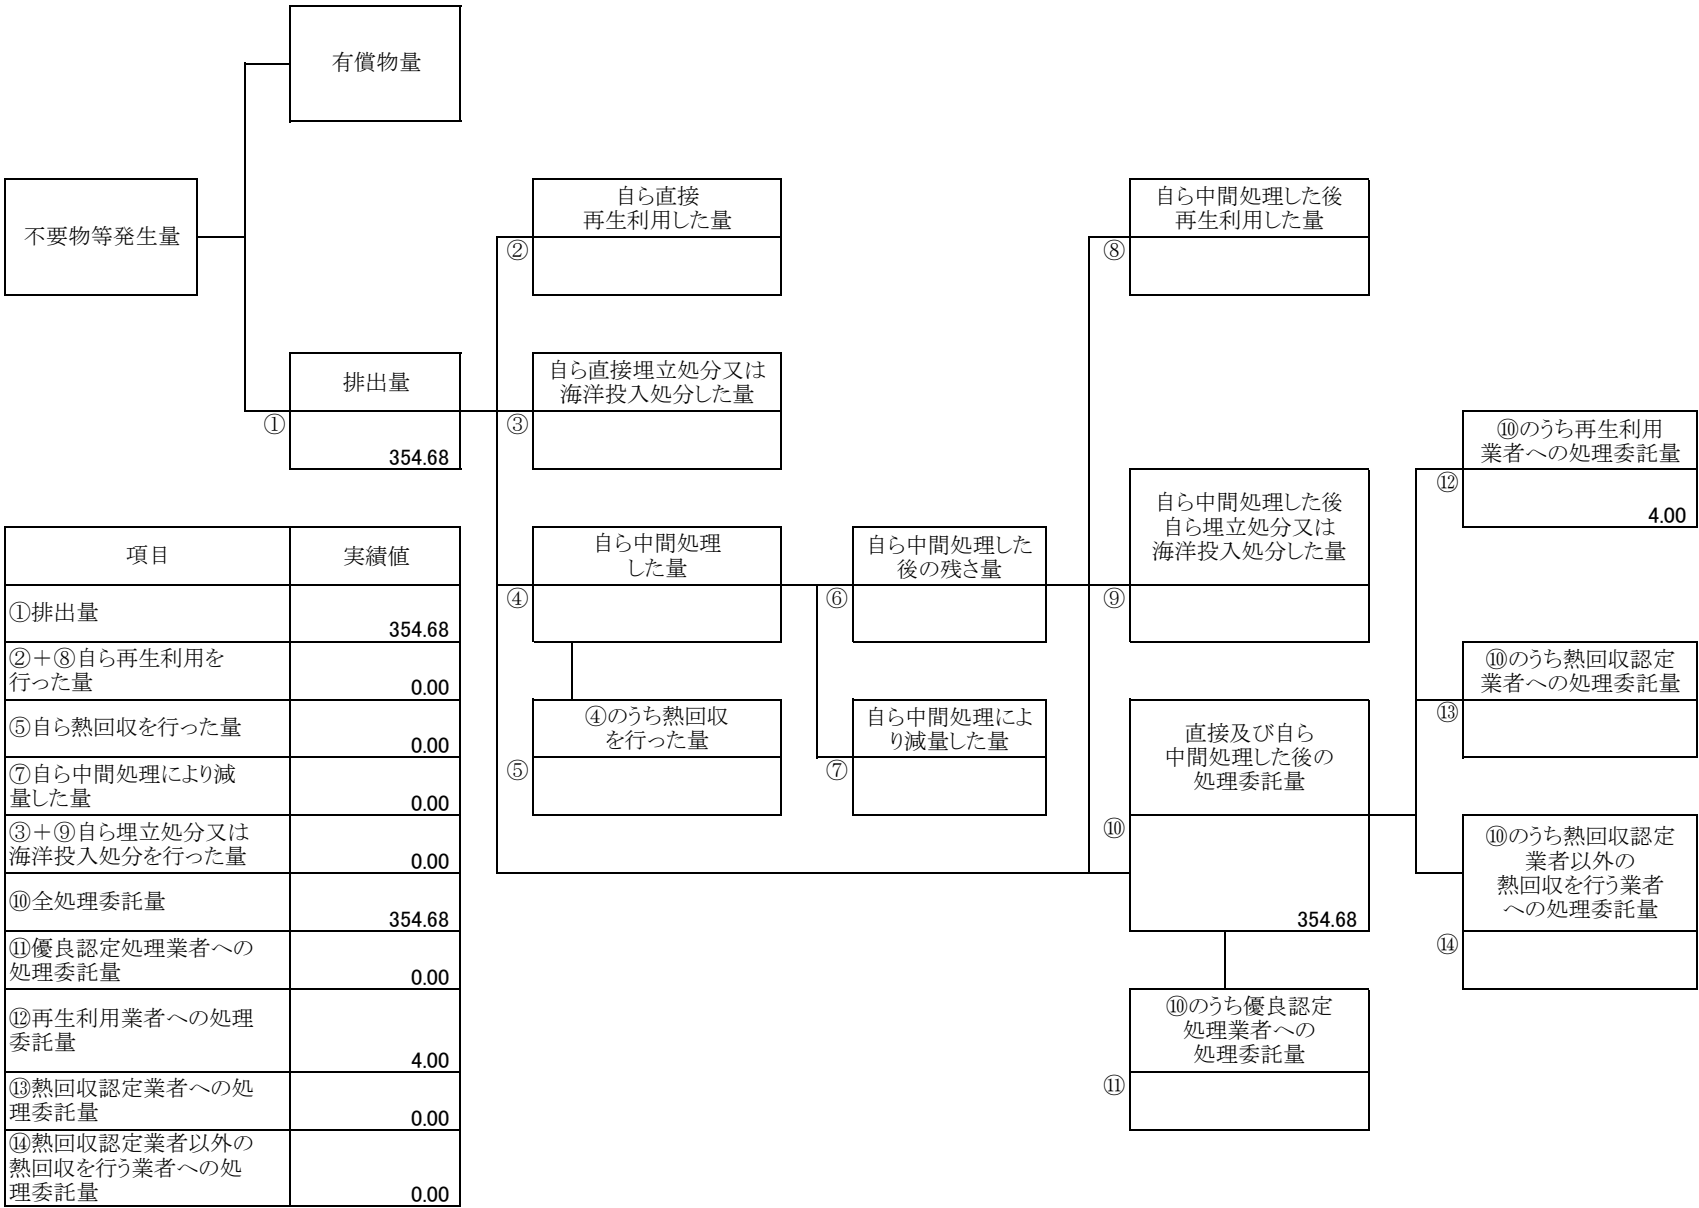 有償物量
不要物等発生量
排出量
①
354.68
自ら直接
再生利用した量
②
自ら直接埋立処分又は
海洋投入処分した量
③
自ら中間処理
した量
④
④のうち熱回収
を行った量
⑤
自ら中間処理した
後の残さ量
⑥
自ら中間処理によ
り減量した量
⑦
自ら中間処理した後
再生利用した量
⑧
自ら中間処理した後
自ら埋立処分又は
海洋投入処分した量
⑨
直接及び自ら
中間処理した後の
処理委託量
⑩
354.68
⑩のうち優良認定
処理業者への
処理委託量
⑪
⑩のうち再生利用
業者への処理委託量
⑫
4.00
⑩のうち熱回収認定
業者への処理委託量
⑬
⑩のうち熱回収認定
業者以外の
熱回収を行う業者
への処理委託量
⑭
項目 実績値
①排出量
354.68
②＋⑧自ら再生利用を
行った量 0.00
⑤自ら熱回収を行った量
0.00
⑦自ら中間処理により減
量した量 0.00
③＋⑨自ら埋立処分又は
海洋投入処分を行った量 0.00
⑩全処理委託量
354.68
⑪優良認定処理業者への
処理委託量 0.00
⑫再生利用業者への処理
委託量
4.00
⑬熱回収認定業者への処
理委託量 0.00
⑭熱回収認定業者以外の
熱回収を行う業者への処
理委託量 0.00